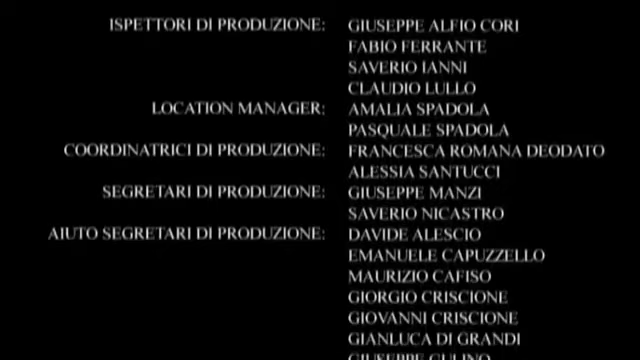 ISPETTORI DI PRODUZIONE: GIUSEPPE ALFIO CORI
FABIO FERRANTE
SAVERIO IANNI
CLAUDIO LULLO
LOCATION MANAGER: AMALIA SPADOLA
PASQUALE SPADOLA
COORDINATRICI DI PRODUZIONE: FRANCESCA ROMANA DEODATO
ALESSIA SANTUCCI
SEGRETARI DI PRODUZIONE: GIUSEPPE MANZI
SAVERIO NICASTRO
AIUTO SEGRETARI DI PRODUZIONE: DAVIDE ALESCIO
EMANUELE CAPUZZELLO
MAURIZIO CAFISO
GIORGIO CRISCIONE
GIOVANNI CRISCIONE
GIANLUCA DI GRANDI
GIUSEPPE GULINO